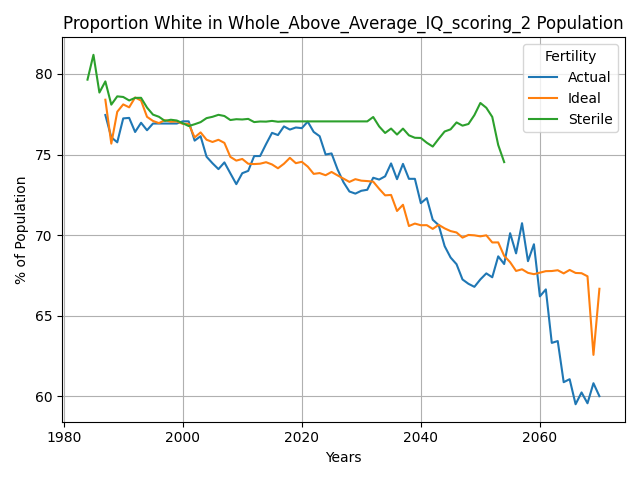 Proportion White in Whole_Above_Average_IQ_scoring_2 Population
Fertility
Actual
Ideal
Sterile
% of Population
80
75
70
65
60
1980
2000
2020
2040
2060
Years